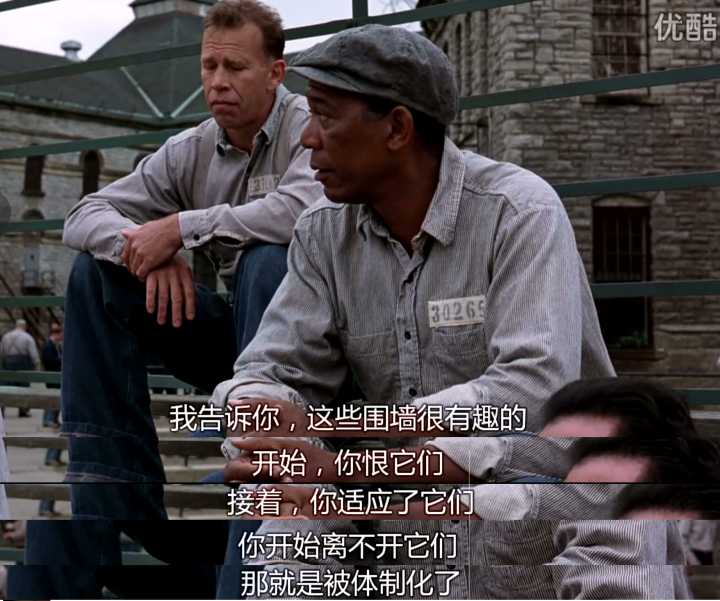 优酷
30265
我告诉你，这些围墙很有趣的
开始，你恨它们
接着，你适应了它们
你开始离不开它们
那就是被体制化了